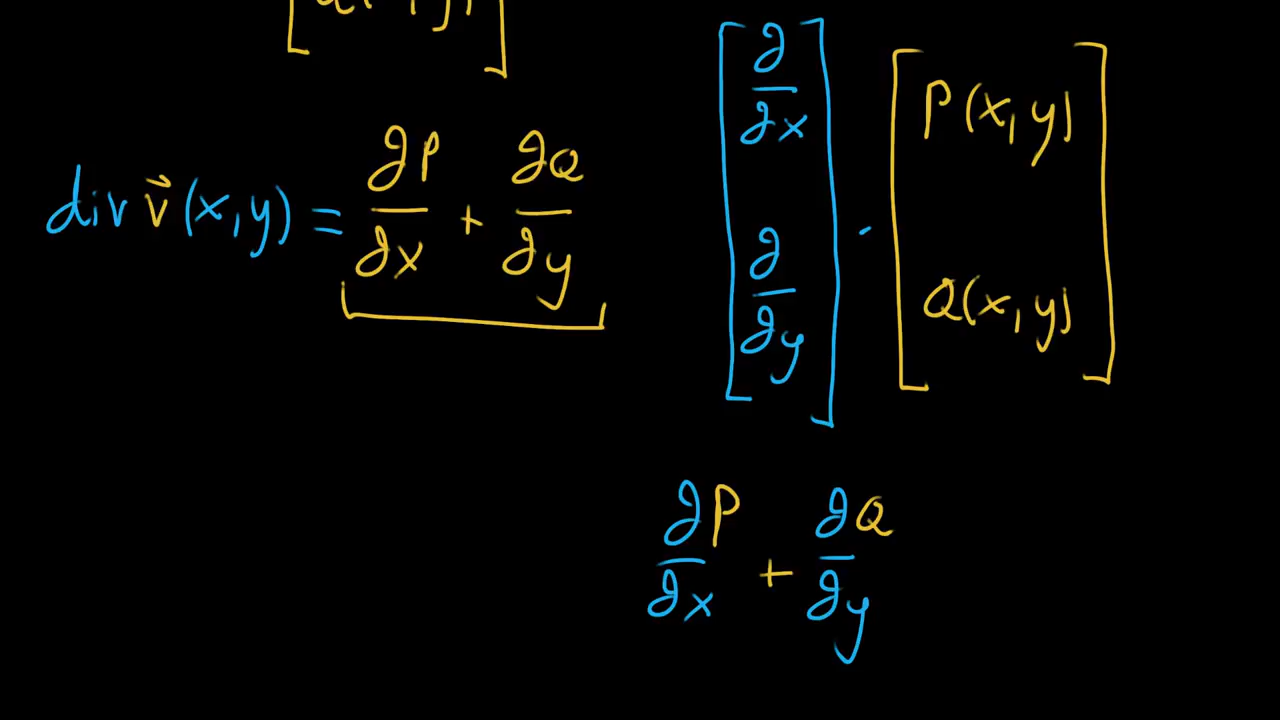 div v⃗ (x, y) = ∂P/∂x + ∂Q/∂y
[ ∂/∂x ∂/∂y ] · [ P(x, y) Q(x, y) ]
∂P/∂x + ∂Q/∂y